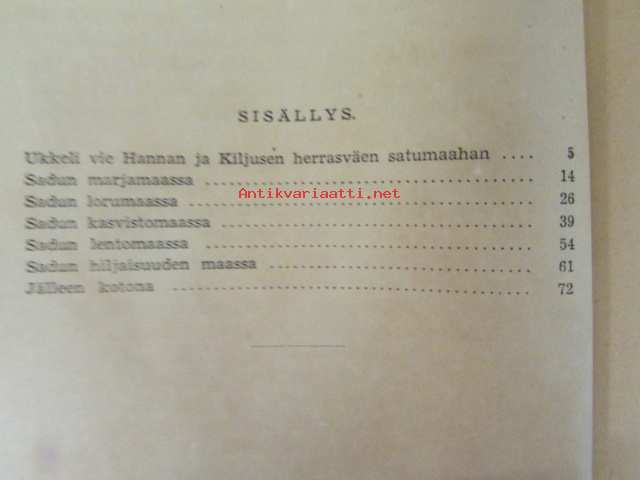 SISÄLLYS.
Ukkeli vie Hannan ja Kiljusen herrasväen satumaahan .... 5
Sadun marjamaassa .................... 14
Antikvariaatti.net
Sadun lorumaassa .................... 26
Sadun kasvistomaassa .................... 39
Sadun lentomaassa .................... 54
Sadun hiljaisuuden maassa .................... 61
Jälleen kotona .................... 72